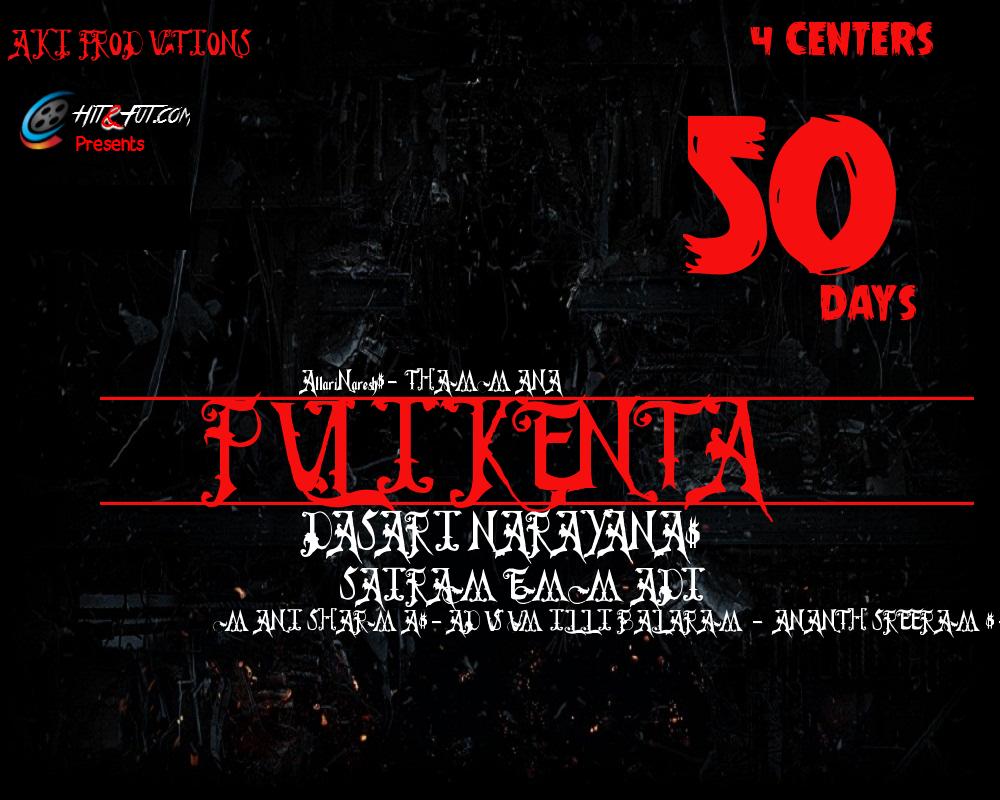 AKI PRODUCTIONS
4 CENTERS
HIT&FUT.COM
Presents
50
DAYS
AllariNaresh$ - THAMMANA
PULIKENTA
DASARI NARAYANA$
SAIRAM EMMADI
MANI SHARMA$ - ADUSUMILLI BALARAM - ANANTH SREERAM $ -